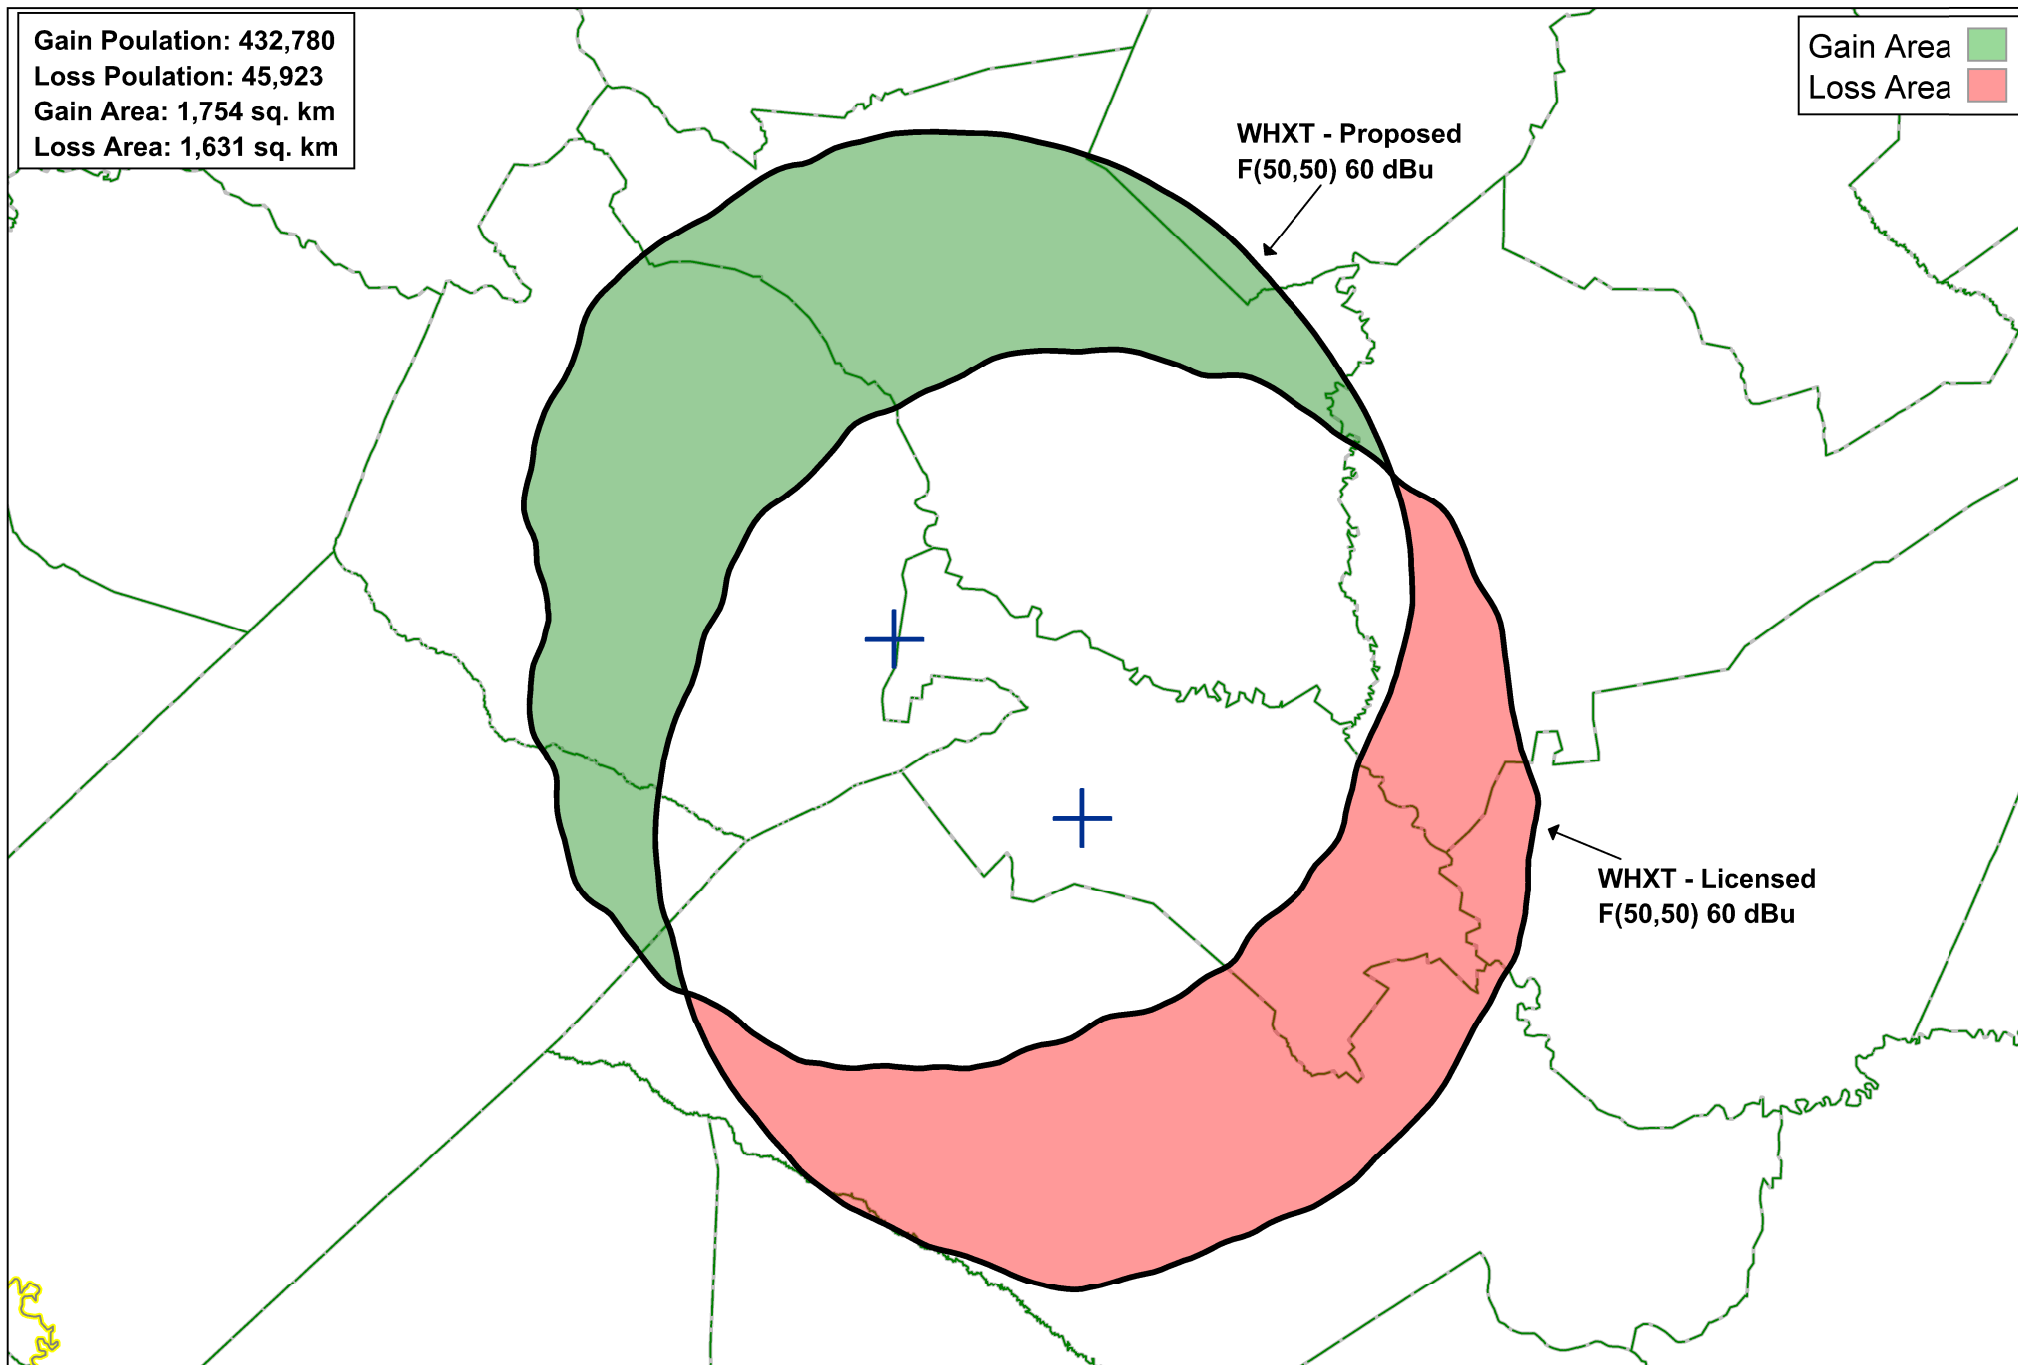 Gain Poulation: 432,780
Loss Poulation: 45,923
Gain Area: 1,754 sq. km
Loss Area: 1,631 sq. km
Gain Area
Loss Area
WHXT - Proposed
F(50,50) 60 dBu
WHXT - Licensed
F(50,50) 60 dBu